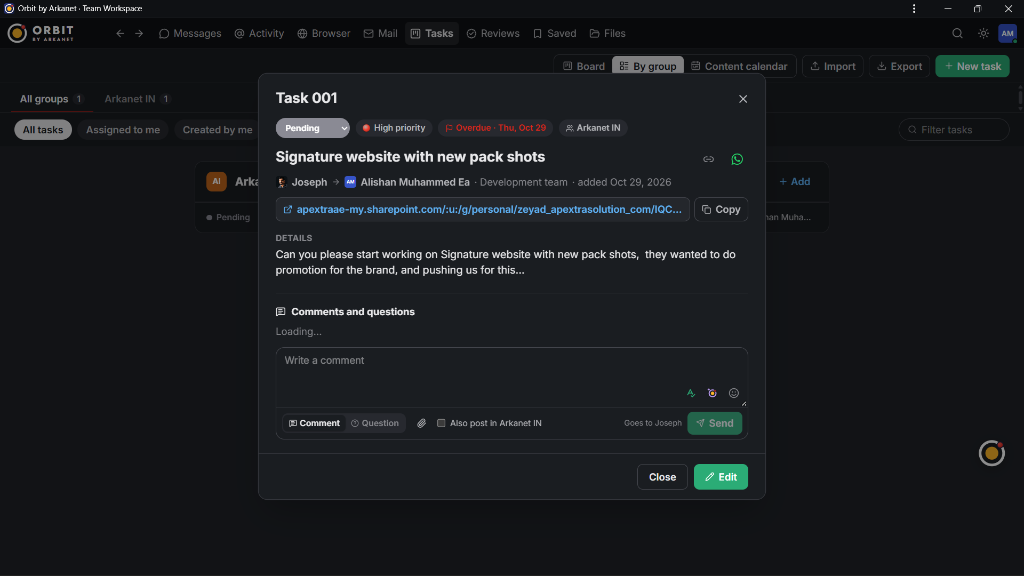 Orbit by Arkanet - Team Workspace
ORBIT
BY ARKANET
Messages
Activity
Browser
Mail
Tasks
Reviews
Saved
Files
AM
Board
By group
Content calendar
Import
Export
+ New task
All groups 1
Arkanet IN 1
All tasks
Assigned to me
Created by me
Filter tasks
AI
Arka
+ Add
Pending
an Muha...
Task 001
Pending
High priority
Overdue · Thu, Oct 29
Arkanet IN
Signature website with new pack shots
Joseph → AM Alishan Muhammed Ea · Development team · added Oct 29, 2026
apextraae-my.sharepoint.com/:u:/g/personal/zeyad_apextrasolution_com/IQC...
Copy
DETAILS
Can you please start working on Signature website with new pack shots, they wanted to do
promotion for the brand, and pushing us for this...
Comments and questions
Loading...
Write a comment
Comment
Question
Also post in Arkanet IN
Goes to Joseph
Send
Close
Edit